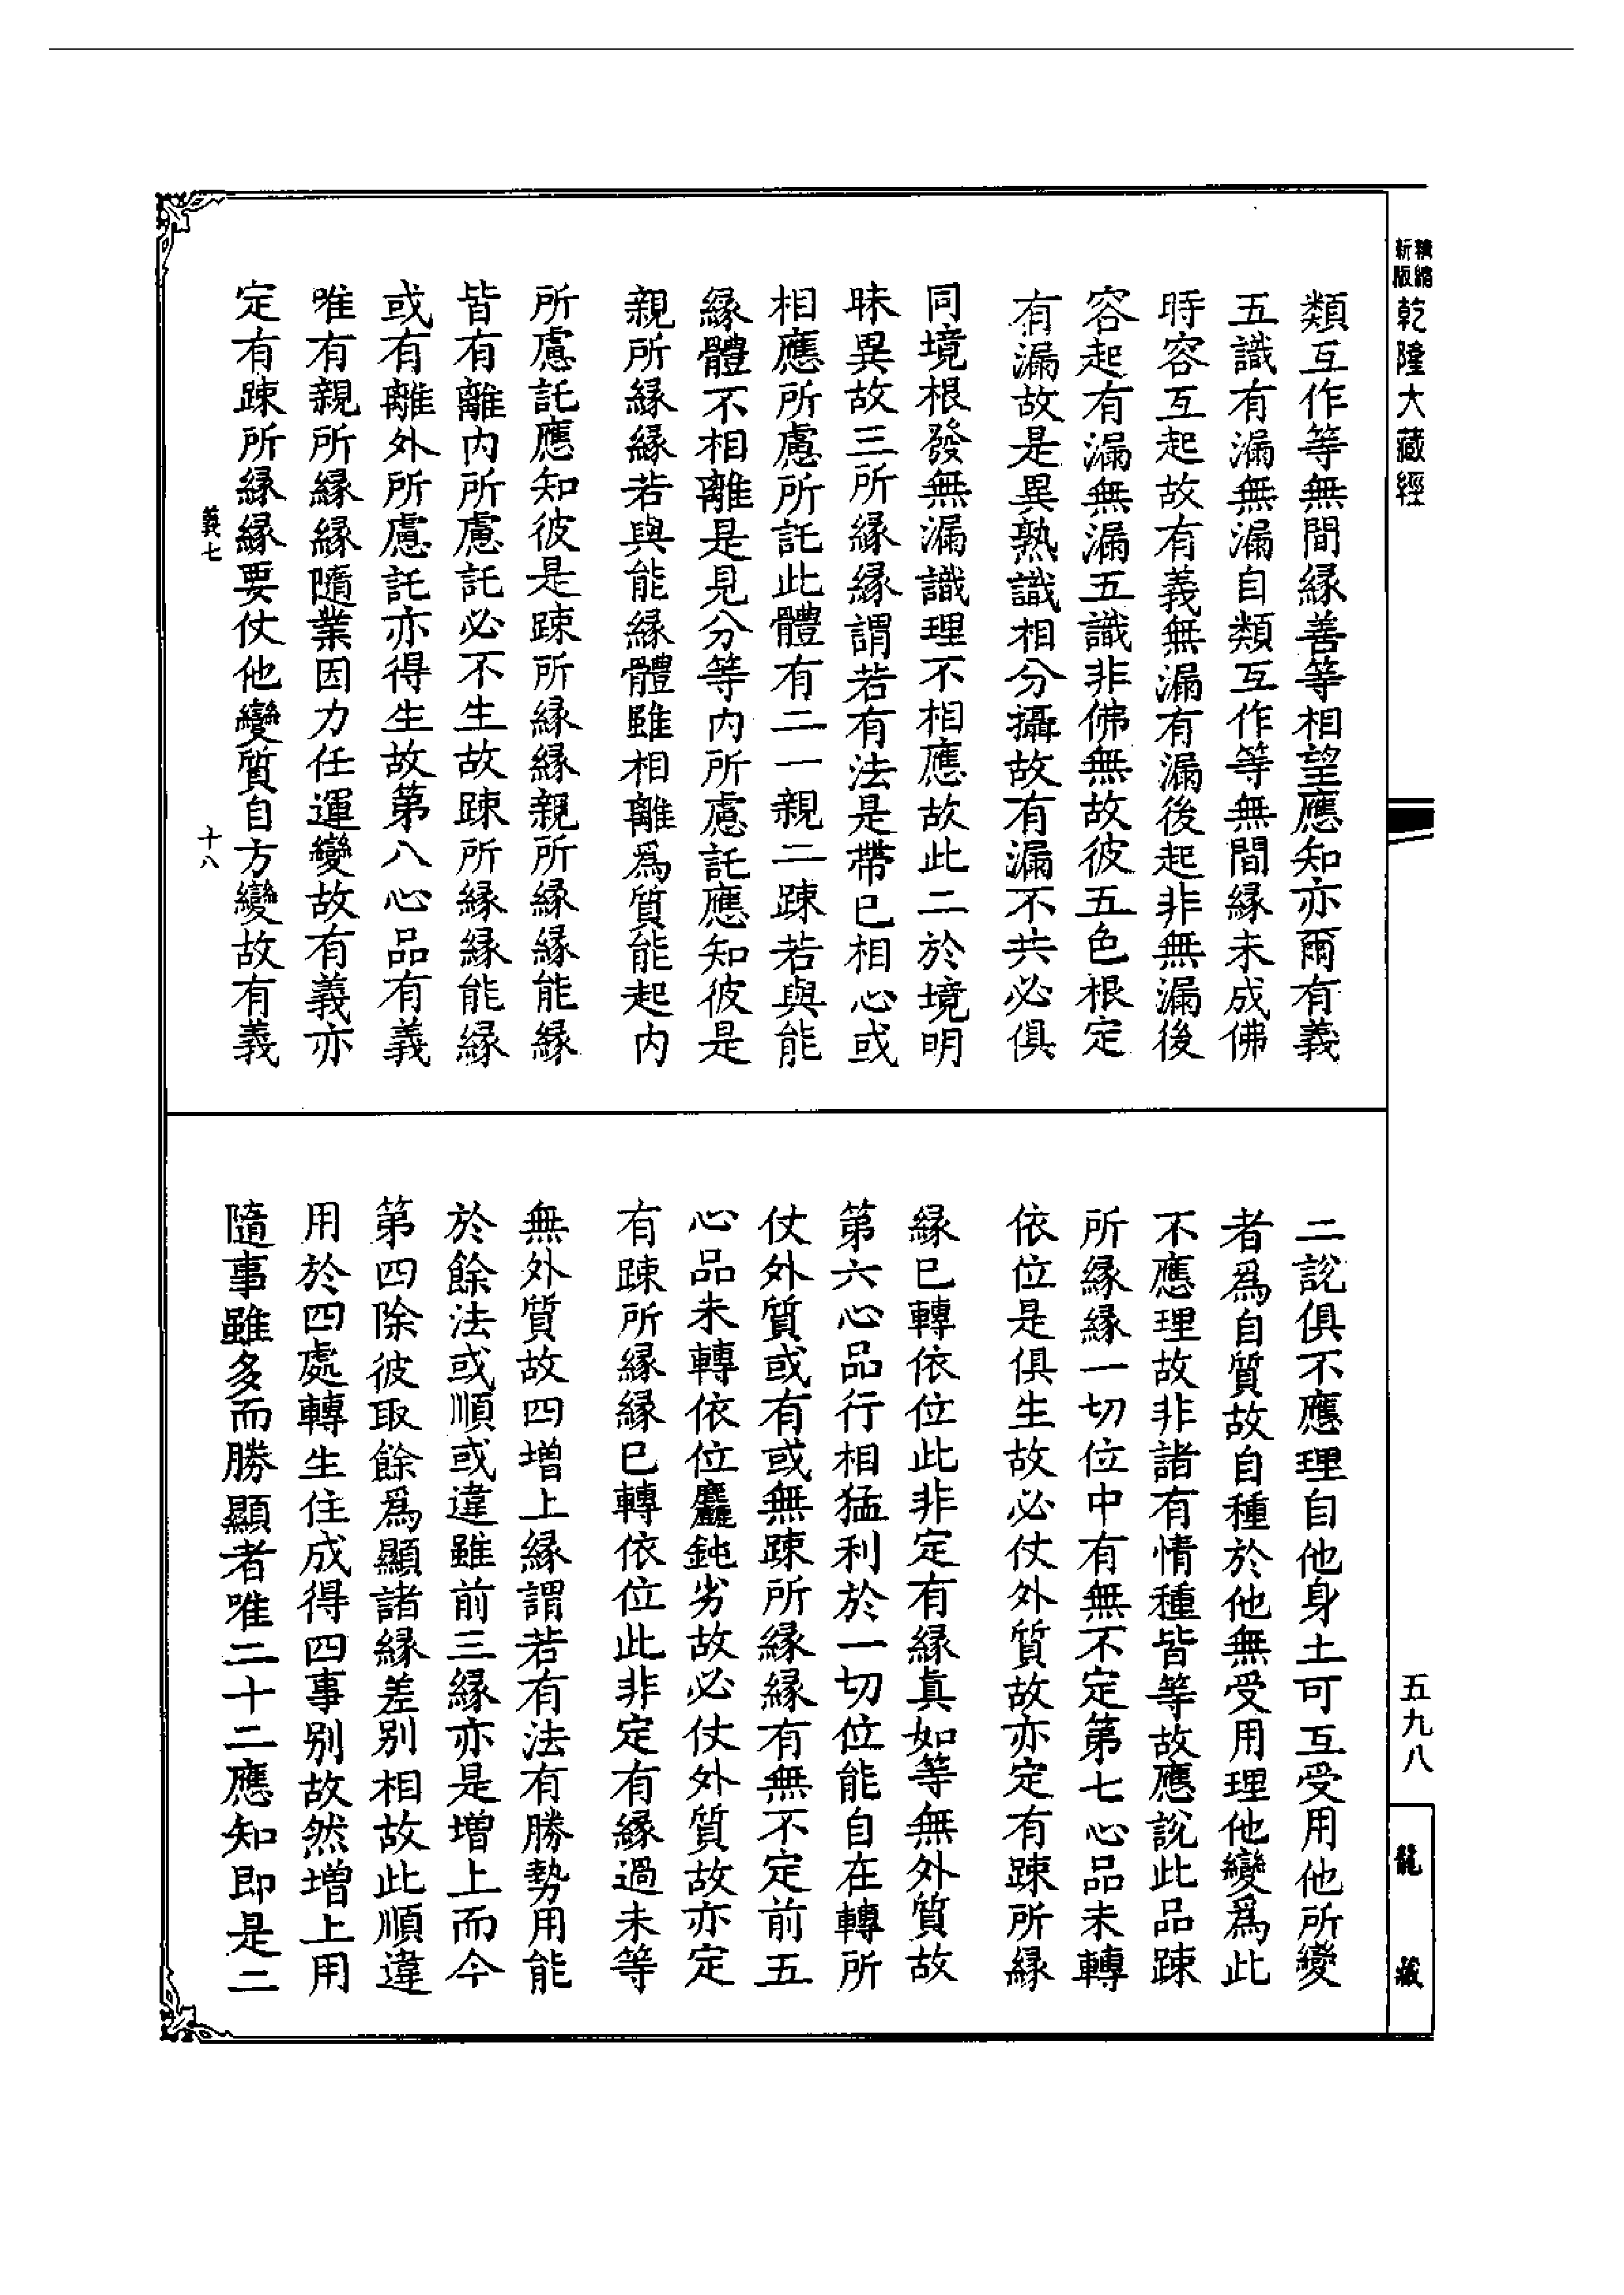 精縮新版
乾隆大藏經
類互作等無間緣善等相望應知亦爾有義
五識有漏無漏自類互作等無間緣未成佛
時容互起故有義無漏有漏後起非無漏後
容起有漏無漏五識非佛無故彼五色根定
有漏故是異熟識相分攝故有漏不共必俱
同境根發無漏識理不相應故此二於境明
昧異故三所緣緣謂若有法是帶已相心或
相應所慮所託此體有二一親二踈若與能
緣體不相離是見分等內所慮託應知彼是
親所緣緣若與能緣體雖相離爲質能起內
所慮託應知彼是踈所緣緣親所緣緣能緣
皆有離內所慮託必不生故踈所緣緣能緣
或有離外所慮託亦得生故第八心品有義
唯有親所緣緣隨業因力任運變故有義亦
定有踈所緣緣要仗他變質自方變故有義
義七
十八
二說俱不應理自他身土可互受用他所變
者爲自質故自種於他無受用理他變爲此
不應理故非諸有情種皆等故應說此品踈
所緣緣一切位中有無不定第七心品未轉
依位是俱生故必仗外質故亦定有踈所緣
緣已轉依位此非定有緣眞如等無外質故
第六心品行相猛利於一切位能自在轉所
仗外質或有或無踈所緣緣有無不定前五
心品未轉依位麤鈍劣故必仗外質故亦定
有踈所緣緣已轉依位此非定有緣過未等
無外質故四增上緣謂若有法有勝勢用能
於餘法或順或違雖前三緣亦是增上而今
第四除彼取餘爲顯諸緣差別相故此順違
用於四處轉生住成得四事別故然增上用
隨事雖多而勝顯者唯二十二應知即是二
五九八
龍藏